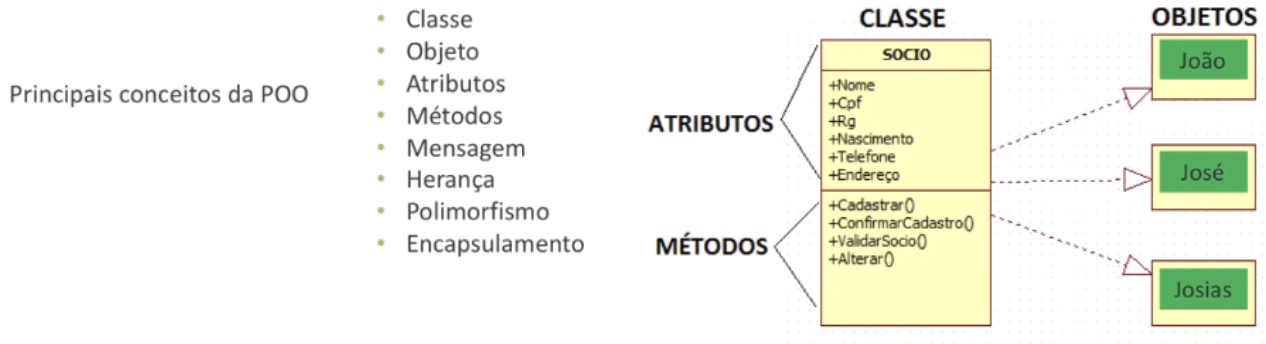 Principais conceitos da POO
• Classe
• Objeto
• Atributos
• Métodos
• Mensagem
• Herança
• Polimorfismo
• Encapsulamento
CLASSE
ATRIBUTOS
MÉTODOS
SOCIO
+Nome
+Cpf
+Rg
+Nascimento
+Telefone
+Endereço
+Cadastrar()
+ConfirmarCadastro()
+ValidarSocio()
+Alterar()
OBJETOS
João
José
Josias